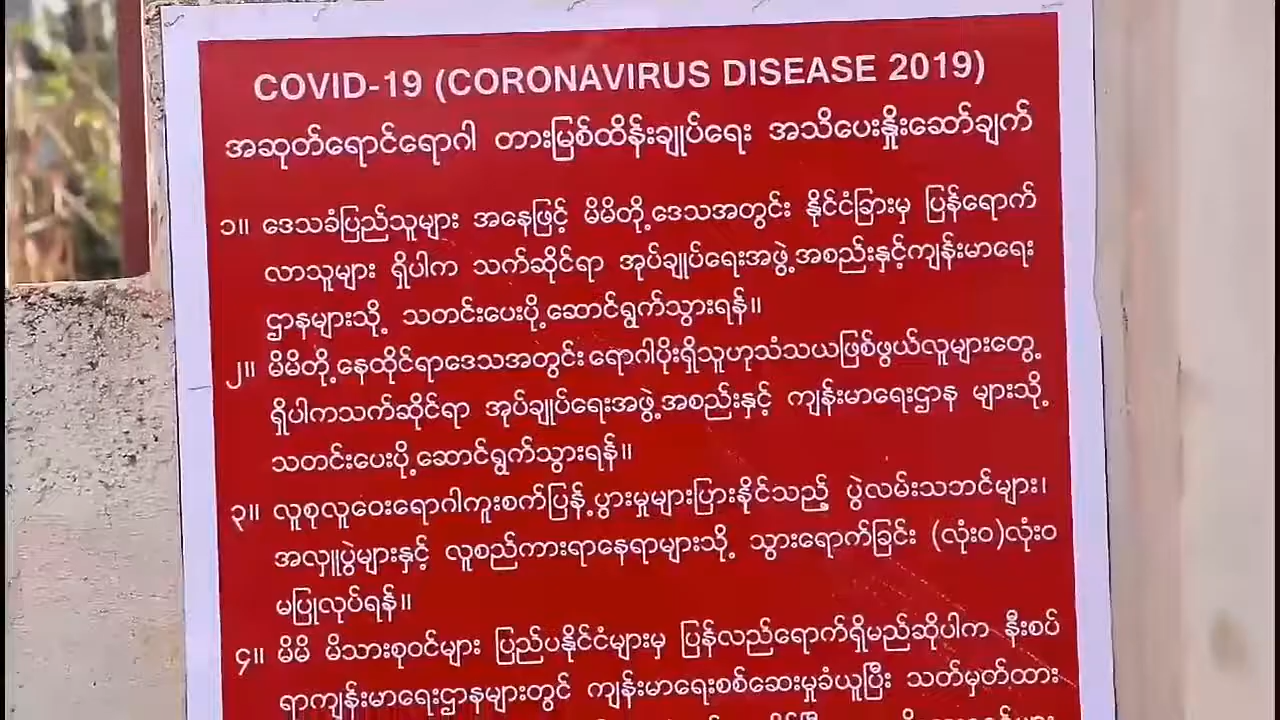 COVID-19 (CORONAVIRUS DISEASE 2019)
အဆုတ်ရောင်ရောဂါ တားမြစ်ထိန်းချုပ်ရေး အသိပေးနှိုးဆော်ချက်
၁။ ဒေသခံပြည်သူများ အနေဖြင့် မိမိတို့ဒေသအတွင်း နိုင်ငံခြားမှ ပြန်ရောက်
လာသူများ ရှိပါက သက်ဆိုင်ရာ အုပ်ချုပ်ရေးအဖွဲ့အစည်းနှင့်ကျန်းမာရေး
ဌာနများသို့ သတင်းပေးပို့ဆောင်ရွက်သွားရန်။
၂။ မိမိတို့နေထိုင်ရာဒေသအတွင်းရောဂါပိုးရှိသူဟုသံသယဖြစ်ဖွယ်လူများတွေ့
ရှိပါကသက်ဆိုင်ရာ အုပ်ချုပ်ရေးအဖွဲ့အစည်းနှင့် ကျန်းမာရေးဌာန များသို့
သတင်းပေးပို့ဆောင်ရွက်သွားရန်။
၃။ လူစုလူဝေးရောဂါကူးစက်ပြန့်ပွားမှုများပြားနိုင်သည့် ပွဲလမ်းသဘင်များ၊
အလှူပွဲများနှင့် လူစည်ကားရာနေရာများသို့ သွားရောက်ခြင်း (လုံးဝ)လုံးဝ
မပြုလုပ်ရန်။
၄။ မိမိ မိသားစုဝင်များ ပြည်ပနိုင်ငံများမှ ပြန်လည်ရောက်ရှိမည်ဆိုပါက နီးစပ်
ရာကျန်းမာရေးဌာနများတွင် ကျန်းမာရေးစစ်ဆေးမှုခံယူပြီး သတ်မှတ်ထား